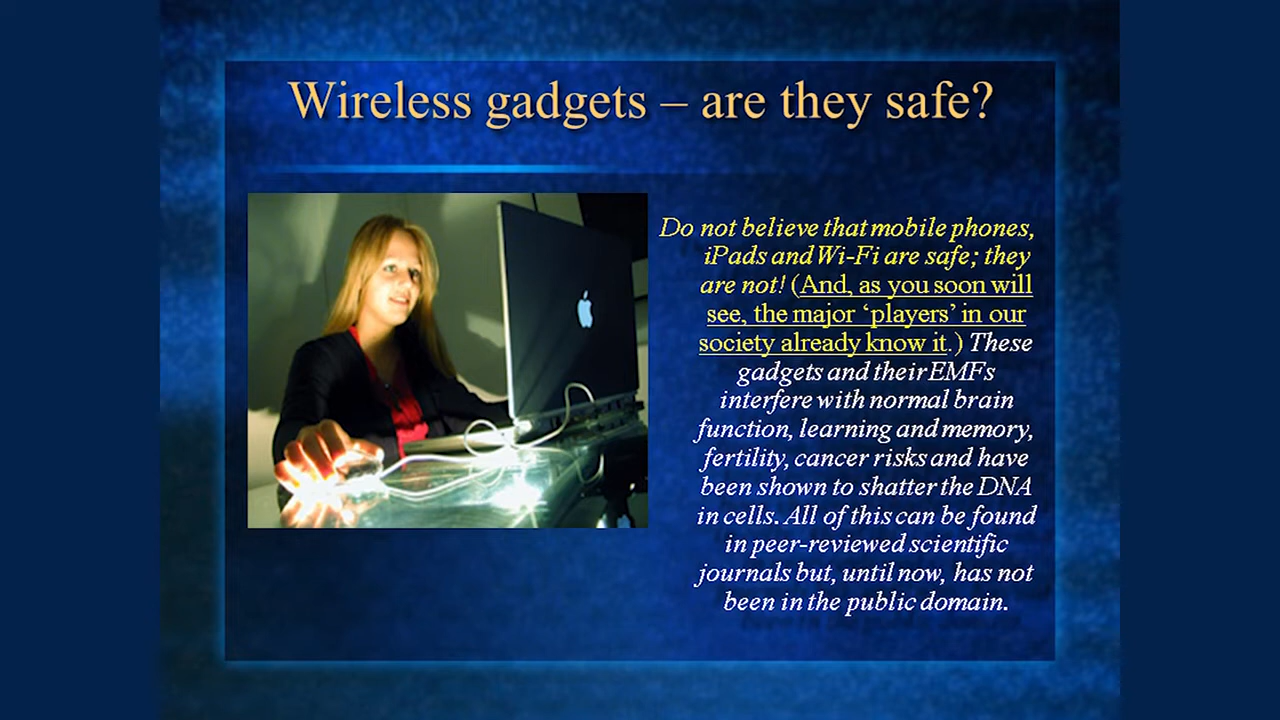 Wireless gadgets – are they safe?
Do not believe that mobile phones,
iPads and Wi-Fi are safe; they
are not! (And, as you soon will
see, the major ‘players’ in our
society already know it.) These
gadgets and their EMFs
interfere with normal brain
function, learning and memory,
fertility, cancer risks and have
been shown to shatter the DNA
in cells. All of this can be found
in peer-reviewed scientific
journals but, until now, has not
been in the public domain.